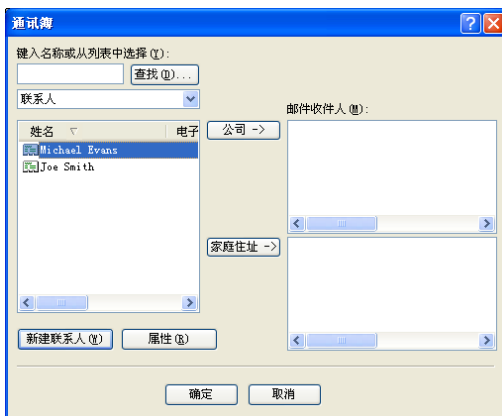 通讯簿
键入名称或从列表中选择(Y):
查找(D)...
联系人
邮件收件人(M):
姓名 电子
公司 ->
Michael Evans
Joe Smith
家庭住址 ->
新建联系人(W) 属性(R)
确定 取消